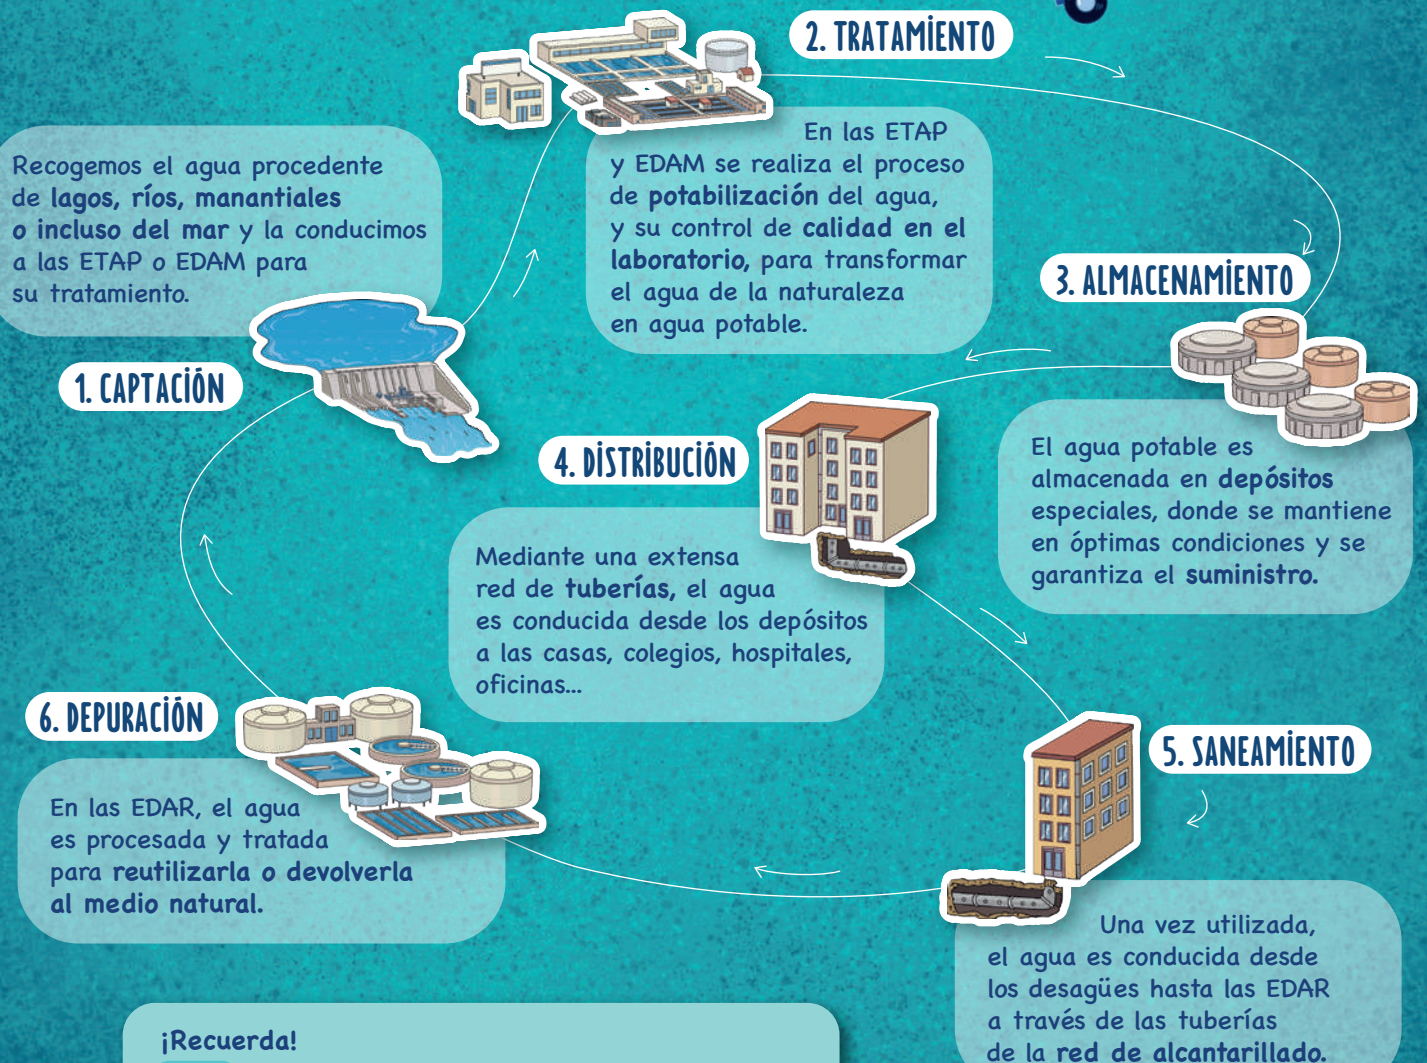 1. CAPTACIÓN
Recogemos el agua procedente
de lagos, ríos, manantiales
o incluso del mar y la conducimos
a las ETAP o EDAM para
su tratamiento.
2. TRATAMIENTO
En las ETAP
y EDAM se realiza el proceso
de potabilización del agua,
y su control de calidad en el
laboratorio, para transformar
el agua de la naturaleza
en agua potable.
3. ALMACENAMIENTO
El agua potable es
almacenada en depósitos
especiales, donde se mantiene
en óptimas condiciones y se
garantiza el suministro.
4. DISTRIBUCIÓN
Mediante una extensa
red de tuberías, el agua
es conducida desde los depósitos
a las casas, colegios, hospitales,
oficinas...
5. SANEAMIENTO
Una vez utilizada,
el agua es conducida desde
los desagües hasta las EDAR
a través de las tuberías
de la red de alcantarillado.
6. DEPURACIÓN
En las EDAR, el agua
es procesada y tratada
para reutilizarla o devolverla
al medio natural.
¡Recuerda!